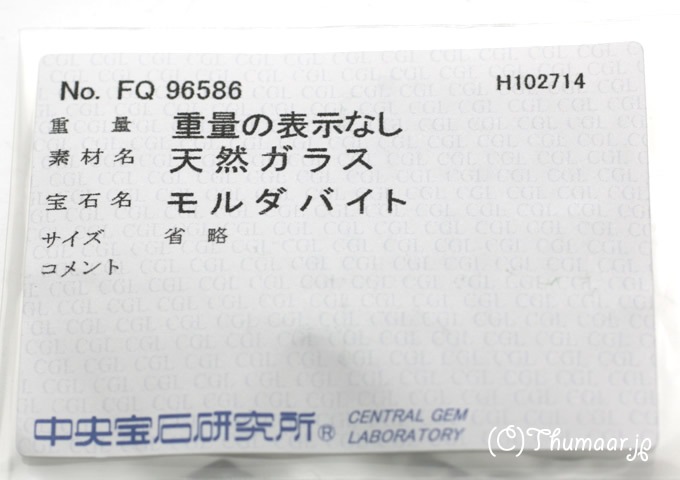 No. FQ 96586 H102714
重量 重量の表示なし
素材名 天然ガラス
宝石名 モルダバイト
サイズ 省略
コメント
中央宝石研究所® CENTRAL GEM LABORATORY
(C)Thumaar.jp